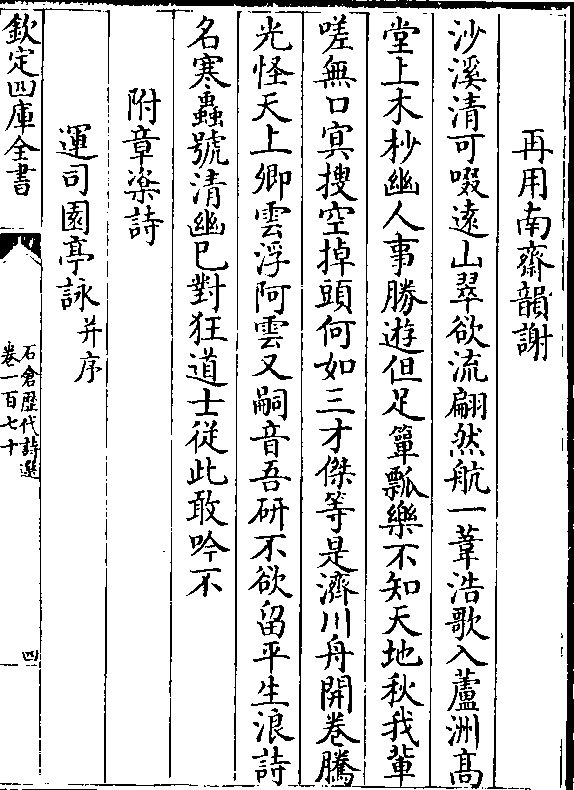 再用南齋韻謝
沙溪清可啜遠山翠欲流翩然航一葦浩歌入蘆洲高
堂上木杪幽人事勝遊但足簞瓢樂不知天地秋我輩
嗟無口寘搜空掉頭何如三才傑等是濟川舟開卷騰
光怪天上卿雲浮阿雲又嗣音吾研不欲留平生浪詩
名寒蟲號清幽已對狂道士從此敢吟不
附章楽詩
運司園亭詠并序
欽定四庫全書
石倉歷代詩選
卷一百七十
四